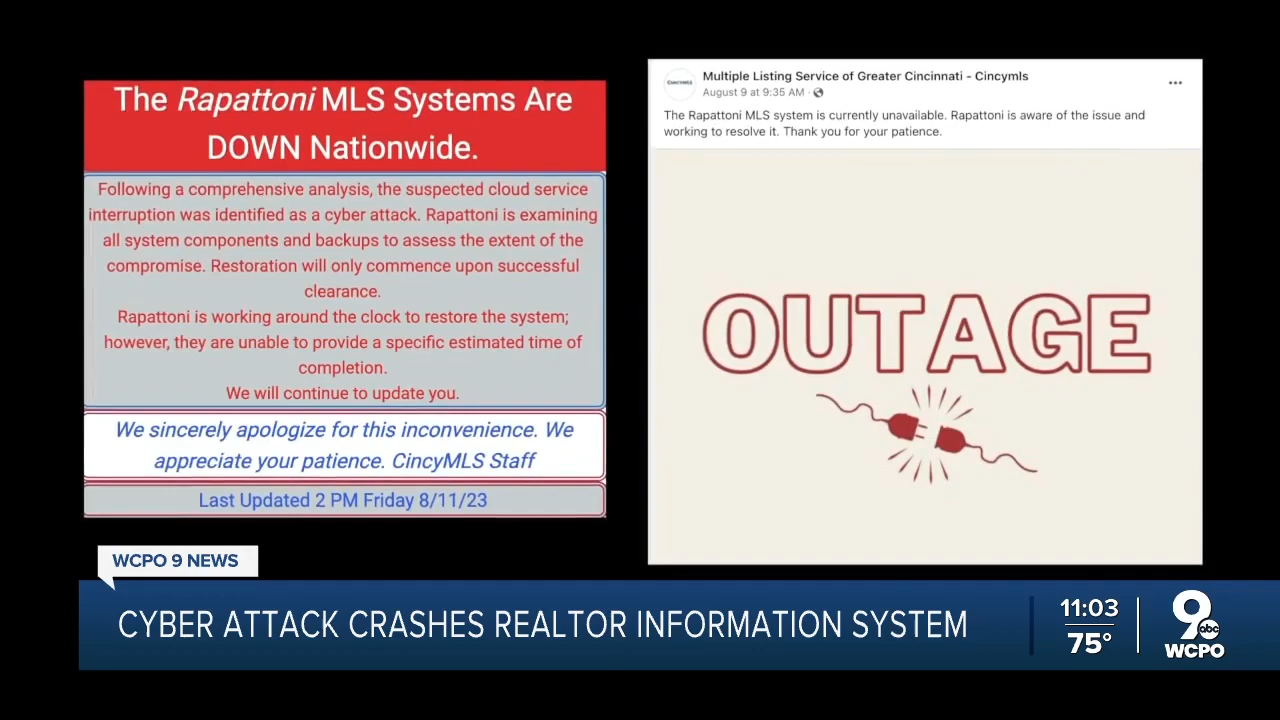 The Rapattoni MLS Systems Are
DOWN Nationwide.
Following a comprehensive analysis, the suspected cloud service
interruption was identified as a cyber attack. Rapattoni is examining
all system components and backups to assess the extent of the
compromise. Restoration will only commence upon successful
clearance.
Rapattoni is working around the clock to restore the system;
however, they are unable to provide a specific estimated time of
completion.
We will continue to update you.
We sincerely apologize for this inconvenience. We
appreciate your patience. CincyMLS Staff
Last Updated 2 PM Friday 8/11/23
CINCYMLS
Multiple Listing Service of Greater Cincinnati - Cincymls
August 9 at 9:35 AM ·
The Rapattoni MLS system is currently unavailable. Rapattoni is aware of the issue and
working to resolve it. Thank you for your patience.
OUTAGE
WCPO 9 NEWS
CYBER ATTACK CRASHES REALTOR INFORMATION SYSTEM
11:03
75°
9 abc
WCPO